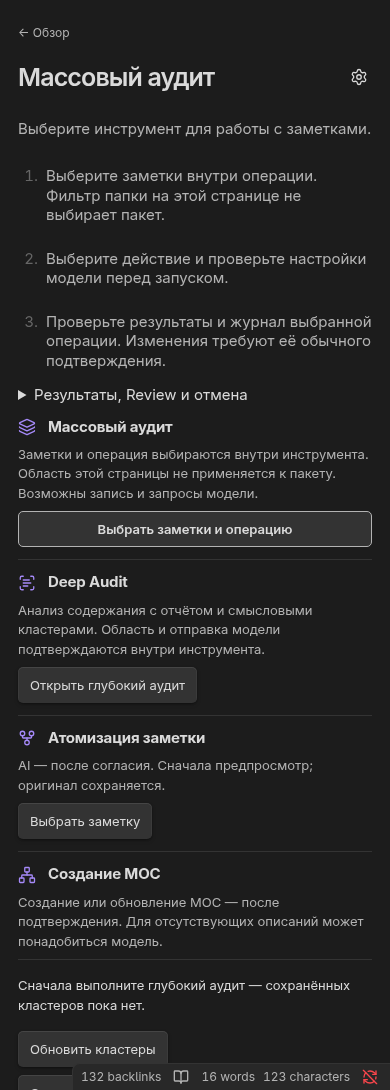 ← Обзор
Массовый аудит
Выберите инструмент для работы с заметками.
1. Выберите заметки внутри операции.
Фильтр папки на этой странице не
выбирает пакет.
2. Выберите действие и проверьте настройки
модели перед запуском.
3. Проверьте результаты и журнал выбранной
операции. Изменения требуют её обычного
подтверждения.
Результаты, Review и отмена
Массовый аудит
Заметки и операция выбираются внутри инструмента.
Область этой страницы не применяется к пакету.
Возможны запись и запросы модели.
Выбрать заметки и операцию
Deep Audit
Анализ содержания с отчётом и смысловыми
кластерами. Область и отправка модели
подтверждаются внутри инструмента.
Открыть глубокий аудит
Атомизация заметки
AI — после согласия. Сначала предпросмотр;
оригинал сохраняется.
Выбрать заметку
Создание MOC
Создание или обновление MOC — после
подтверждения. Для отсутствующих описаний может
понадобиться модель.
Сначала выполните глубокий аудит — сохранённых
кластеров пока нет.
Обновить кластеры
132 backlinks 16 words 123 characters